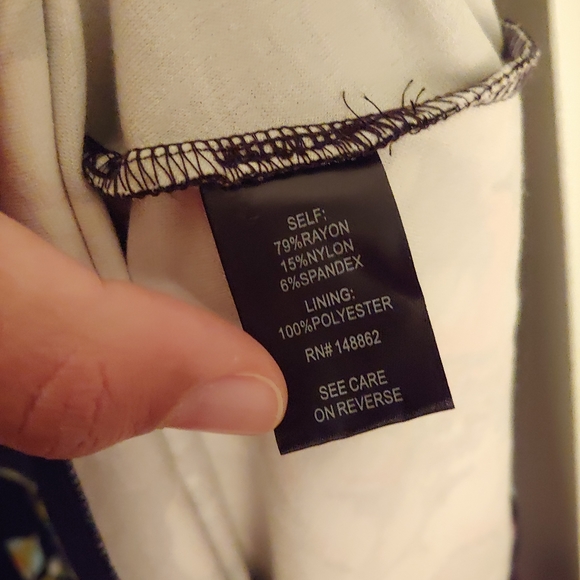 SELF:
79%RAYON
15%NYLON
6%SPANDEX
LINING:
100%POLYESTER
RN# 148862
SEE CARE
ON REVERSE